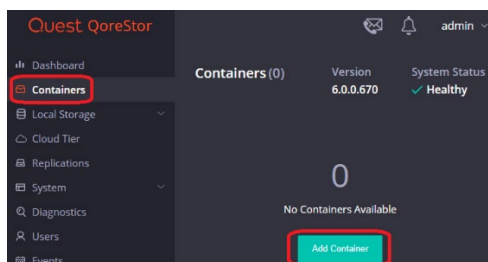 Quest QoreStor
admin
Dashboard
Containers
Local Storage
Cloud Tier
Replications
System
Diagnostics
Users
Events
Containers (0)
Version
6.0.0.670
System Status
Healthy
0
No Containers Available
Add Container